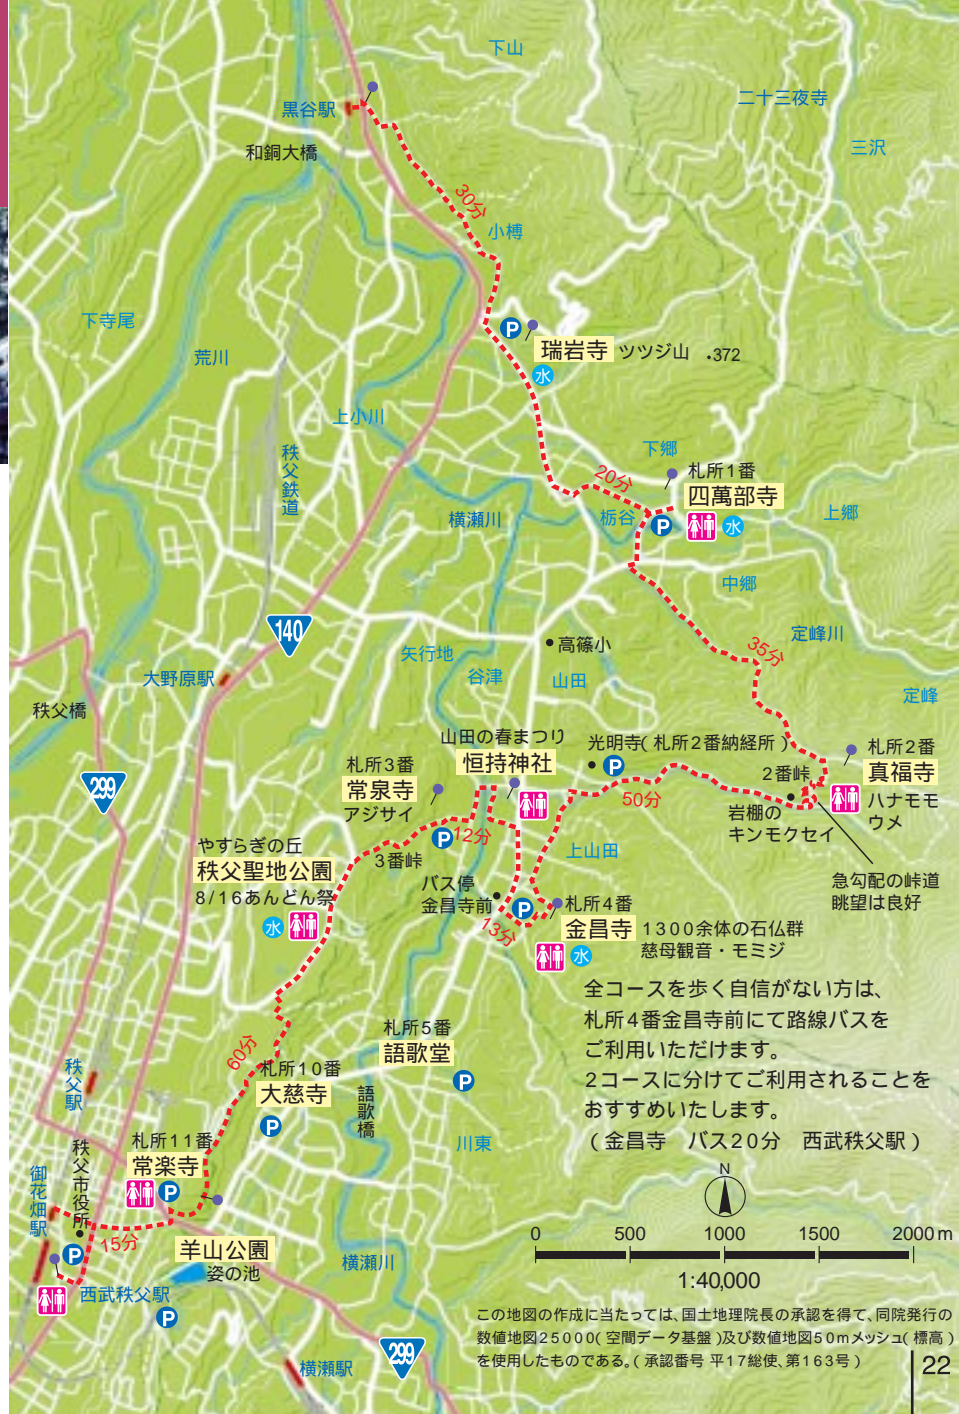 下山
二十三夜寺
黒谷駅
三沢
和銅大橋
30分
小樽
下寺尾
P
瑞岩寺 ツツジ山 .372
荒川
水
上小川
秩父鉄道
下郷
札所1番
20分
四萬部寺
横瀬川
栃谷
P
水
上郷
中郷
140
定峰川
高篠小
35分
矢行地
谷津
山田
大野原駅
定峰
秩父橋
山田の春まつり
恒持神社
光明寺(札所2番納経所)
P
札所2番
真福寺
札所3番
常泉寺
アジサイ
2番峠
299
50分
ハナモモ
ウメ
岩棚の
キンモクセイ
P
12分
やすらぎの丘
秩父聖地公園
8/16あんどん祭
3番峠
上山田
急勾配の峠道
眺望は良好
バス停
金昌寺前
P
札所4番
金昌寺
1300余体の石仏群
慈母観音・モミジ
水
13分
水
全コースを歩く自信がない方は、
札所4番金昌寺前にて路線バスを
ご利用いただけます。
2コースに分けてご利用されることを
おすすめいたします。
(金昌寺 バス20分 西武秩父駅)
札所5番
語歌堂
P
60分
札所10番
大慈寺
P
秩父駅
語歌橋
川東
札所11番
常楽寺
P
秩父市役所
御花畑駅
15分
P
羊山公園
姿の池
横瀬川
西武秩父駅
P
299
横瀬駅
N
0 500 1000 1500 2000m
1:40,000
この地図の作成に当たっては、国土地理院長の承認を得て、同院発行の
数値地図25000(空間データ基盤)及び数値地図50mメッシュ(標高)
を使用したものである。(承認番号 平17総使、第163号)
22